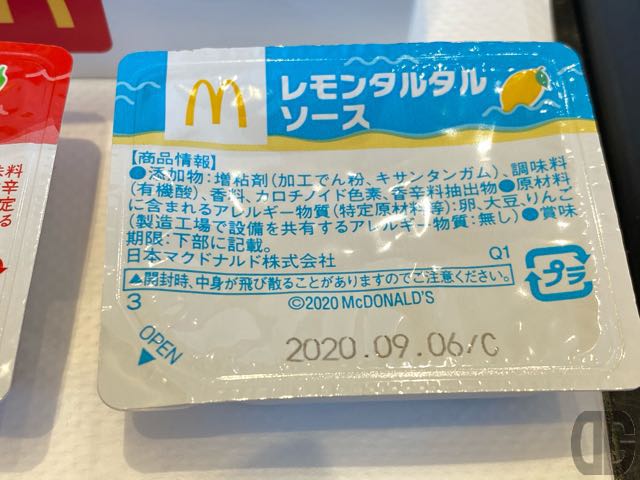 レモンタルタル
ソース
【商品情報】
●添加物:増粘剤(加工でん粉、キサンタンガム)、調味料
(有機酸)、香料、カロチノイド色素、香辛料抽出物●原材料
に含まれるアレルギー物質(特定原材料等):卵、大豆、りんご
(製造工場で設備を共有するアレルギー物質:無し)●賞味
期限:下部に記載。
日本マクドナルド株式会社 Q1
プラ
▲開封時、中身が飛び散ることがありますのでご注意ください。
3 ©2020 McDONALD'S
OPEN
2020.09.06/C
料
辛
定
る